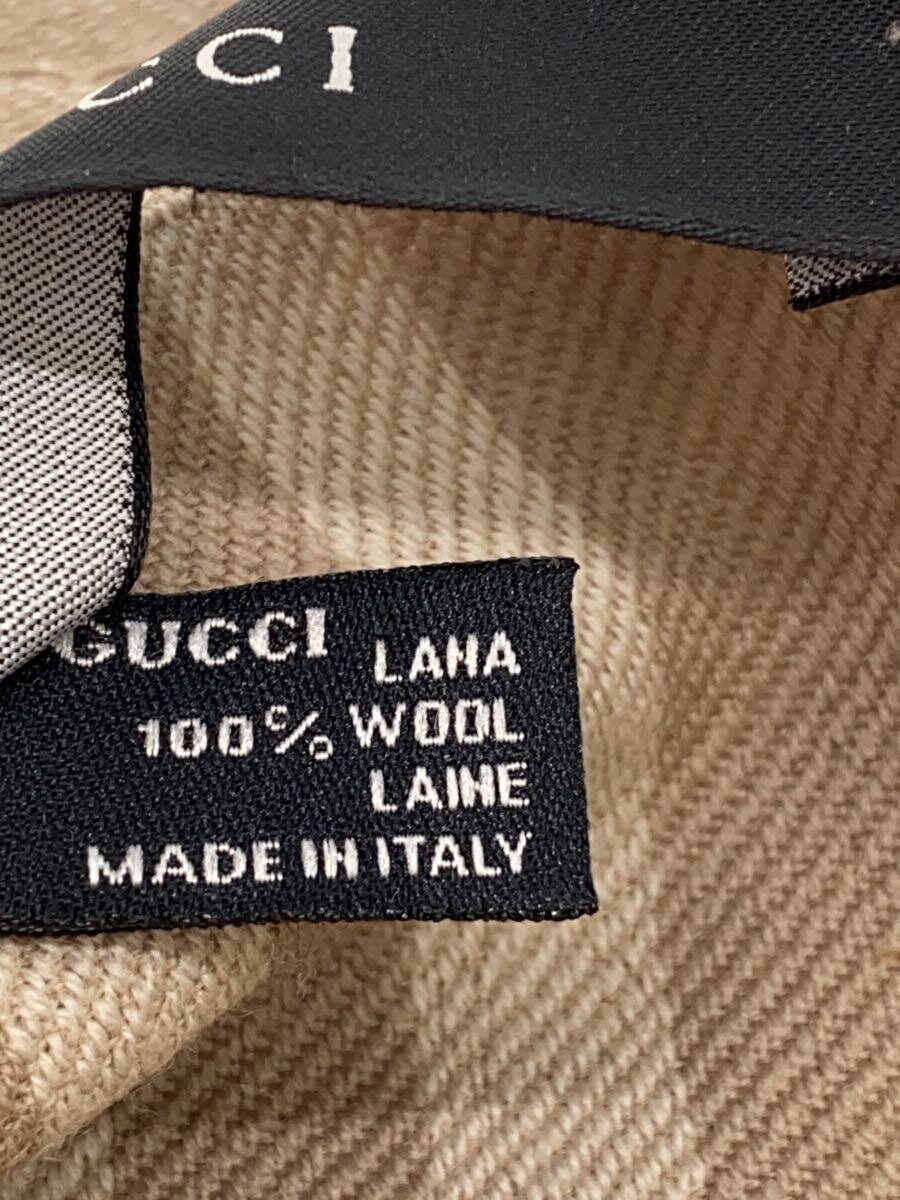 CCI
GUCCI
LANA
100% WOOL
LAINE
MADE IN ITALY